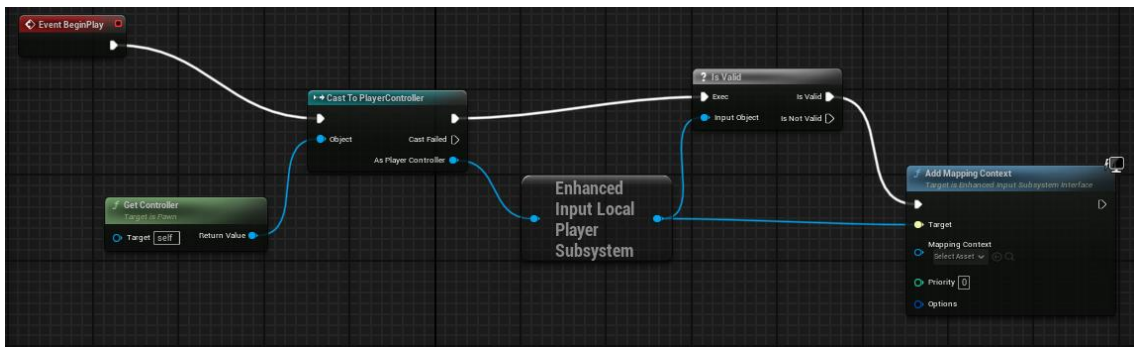 Event BeginPlay
Cast To PlayerController
Object
Cast Failed
As Player Controller
Get Controller
Target is Pawn
Target self
Return Value
Enhanced
Input Local
Player
Subsystem
? Is Valid
Exec
Is Valid
Input Object
Is Not Valid
f Add Mapping Context
Target is Enhanced Input Subsystem Interface
Target
Mapping Context
Select Asset
Priority 0
Options